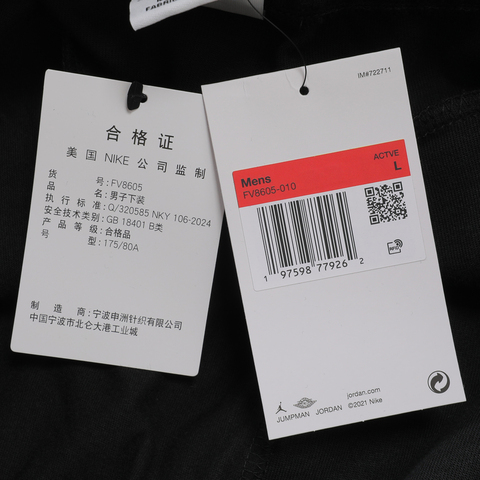 FABRI
合格证
美国 NIKE 公司监制
货号: FV8605
品名: 男子下装
执行标准: Q/320585 NKY 106-2024
安全技术类别: GB 18401 B类
产品等级: 合格品
号型: 175/80A
制造商: 宁波申洲针织有限公司
中国宁波市北仑大港工业城
IM#722711
ACTVE
Mens L
FV8605-010
1 97598 77926 2
RFID
jordan.com
JUMPMAN JORDAN ©2021 Nike